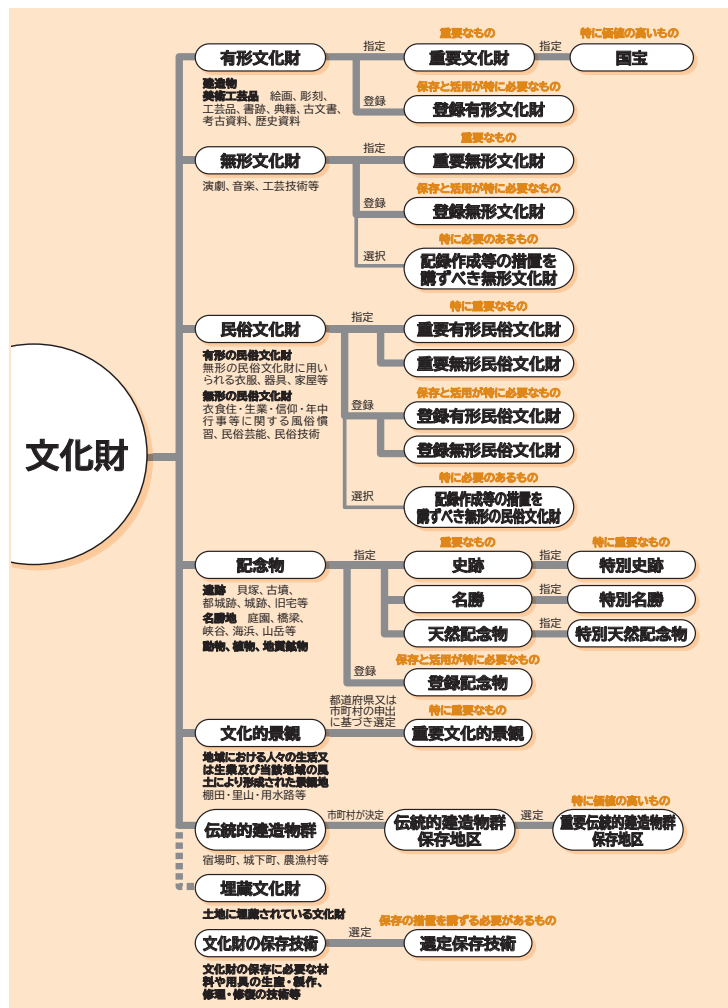 文化財
重要なもの
特に価値の高いもの
有形文化財
指定
重要文化財
指定
国宝
建造物
美術工芸品 絵画、彫刻、
工芸品、書跡、典籍、古文書、
考古資料、歴史資料
保存と活用が特に必要なもの
登録
登録有形文化財
重要なもの
無形文化財
指定
重要無形文化財
演劇、音楽、工芸技術等
保存と活用が特に必要なもの
登録
登録無形文化財
特に必要のあるもの
選択
記録作成等の措置を
講ずべき無形文化財
特に重要なもの
民俗文化財
指定
重要有形民俗文化財
重要無形民俗文化財
有形の民俗文化財
無形の民俗文化財に用い
られる衣服、器具、家屋等
無形の民俗文化財
衣食住・生業・信仰・年中
行事等に関する風俗慣
習、民俗芸能、民俗技術
保存と活用が特に必要なもの
登録
登録有形民俗文化財
登録無形民俗文化財
特に必要のあるもの
選択
記録作成等の措置を
講ずべき無形の民俗文化財
重要なもの
特に重要なもの
記念物
指定
史跡
指定
特別史跡
名勝
指定
特別名勝
天然記念物
指定
特別天然記念物
遺跡 貝塚、古墳、
都城跡、城跡、旧宅等
名勝地 庭園、橋梁、
峡谷、海浜、山岳等
動物、植物、地質鉱物
保存と活用が特に必要なもの
登録
登録記念物
都道府県又は
市町村の申出
に基づき選定
特に重要なもの
文化的景観
重要文化的景観
地域における人々の生活又
は生業及び当該地域の風
土により形成された景観地
棚田・里山・用水路等
特に価値の高いもの
伝統的建造物群
市町村が決定
伝統的建造物群
保存地区
選定
重要伝統的建造物群
保存地区
宿場町、城下町、農漁村等
埋蔵文化財
土地に埋蔵されている文化財
保存の措置を講ずる必要があるもの
文化財の保存技術
選定
選定保存技術
文化財の保存に必要な材
料や用具の生産・製作、
修理・修復の技術等